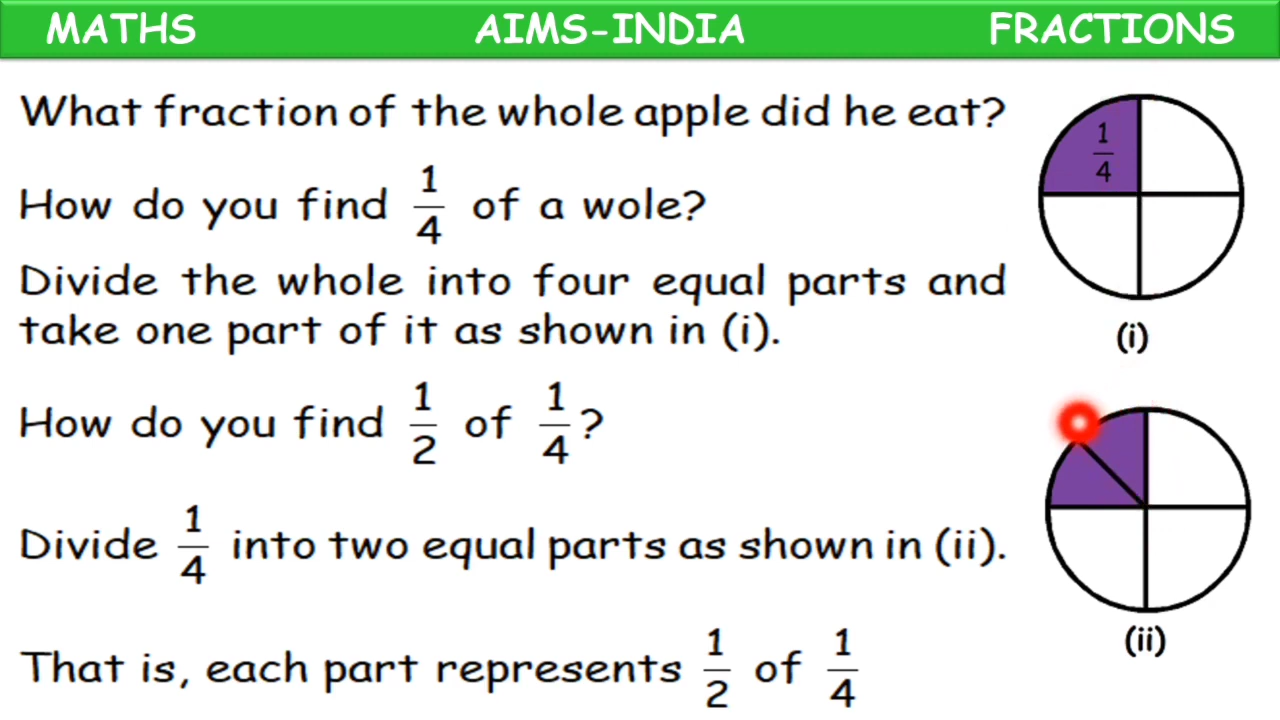 MATHS AIMS-INDIA FRACTIONS
What fraction of the whole apple did he eat?
How do you find 1/4 of a wole?
Divide the whole into four equal parts and
take one part of it as shown in (i).
How do you find 1/2 of 1/4?
Divide 1/4 into two equal parts as shown in (ii).
That is, each part represents 1/2 of 1/4
1/4
(i)
(ii)